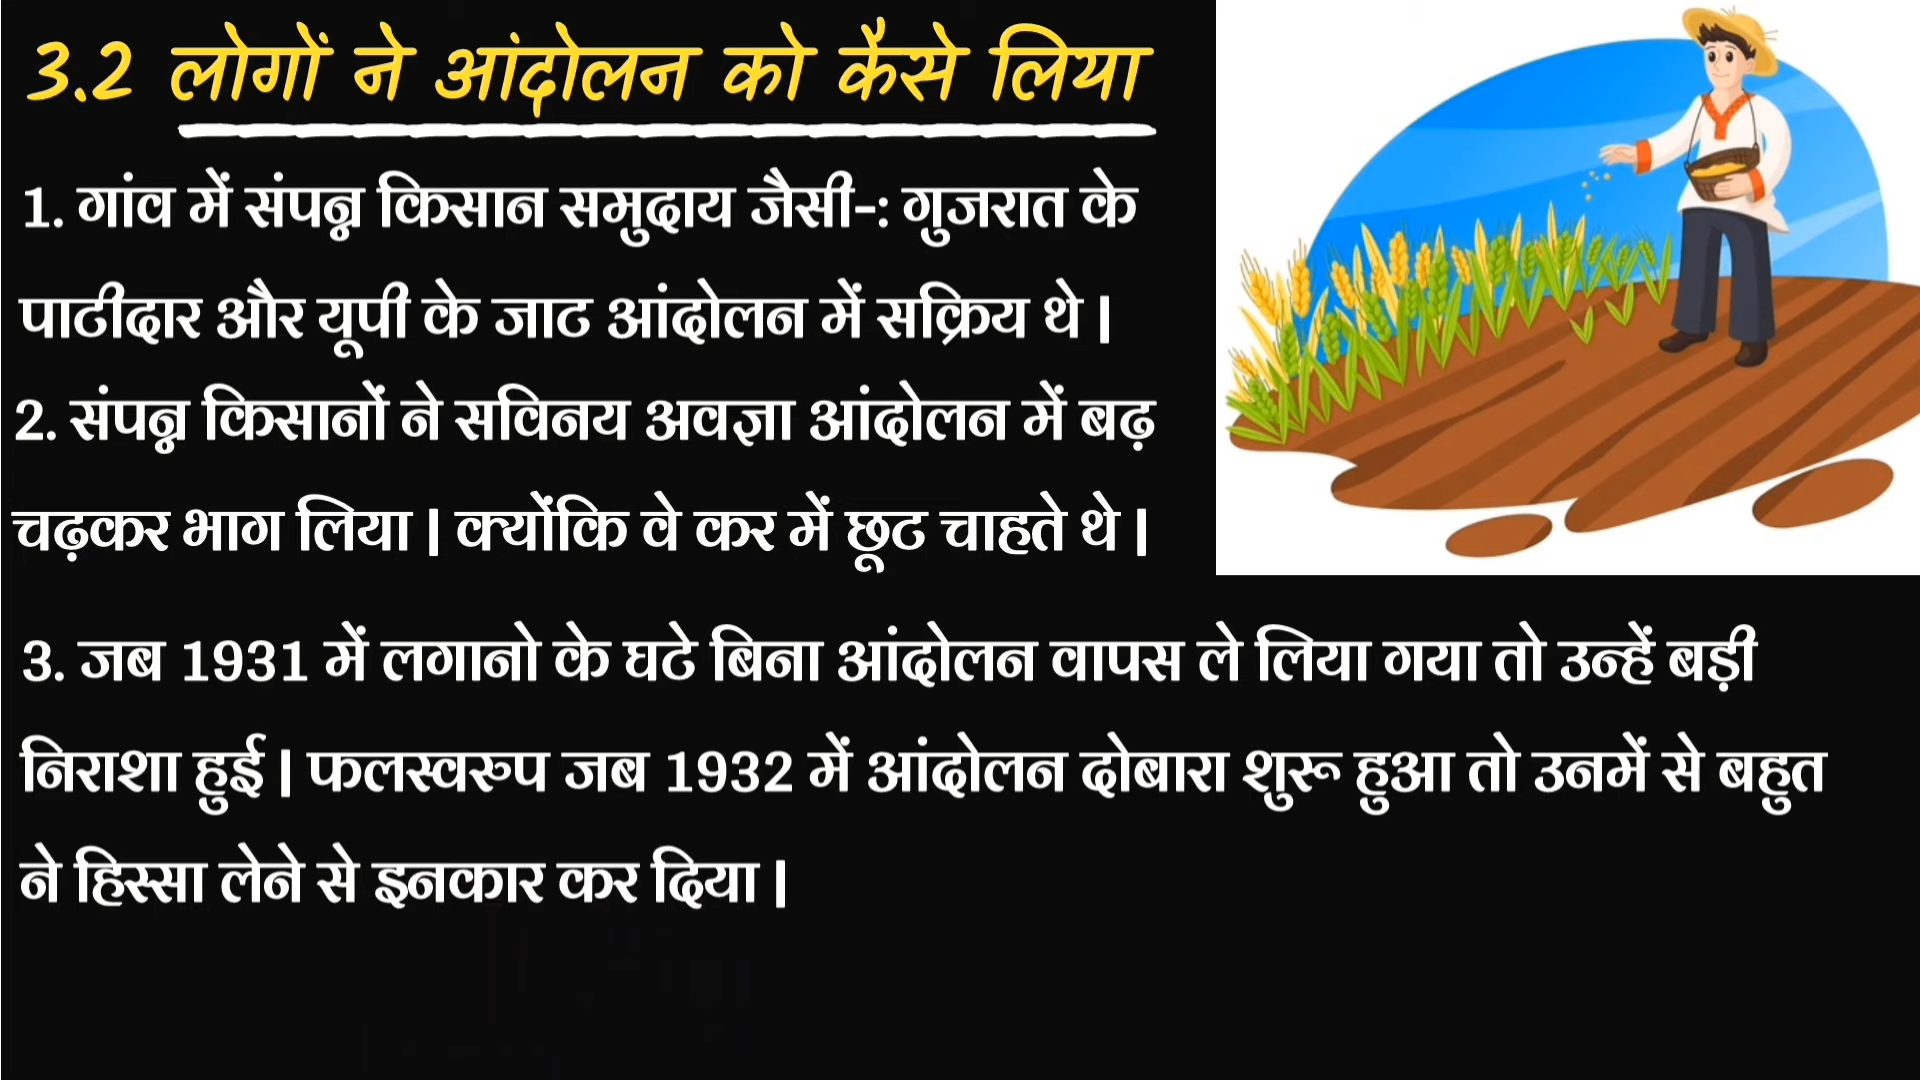 3.2 लोगों ने आंदोलन को कैसे लिया
1. गांव में संपन्न किसान समुदाय जैसी-: गुजरात के
पाटीदार और यूपी के जाट आंदोलन में सक्रिय थे |
2. संपन्न किसानों ने सविनय अवज्ञा आंदोलन में बढ़
चढ़कर भाग लिया | क्योंकि वे कर में छूट चाहते थे |
3. जब 1931 में लगानो के घटे बिना आंदोलन वापस ले लिया गया तो उन्हें बड़ी
निराशा हुई | फलस्वरुप जब 1932 में आंदोलन दोबारा शुरू हुआ तो उनमें से बहुत
ने हिस्सा लेने से इनकार कर दिया |